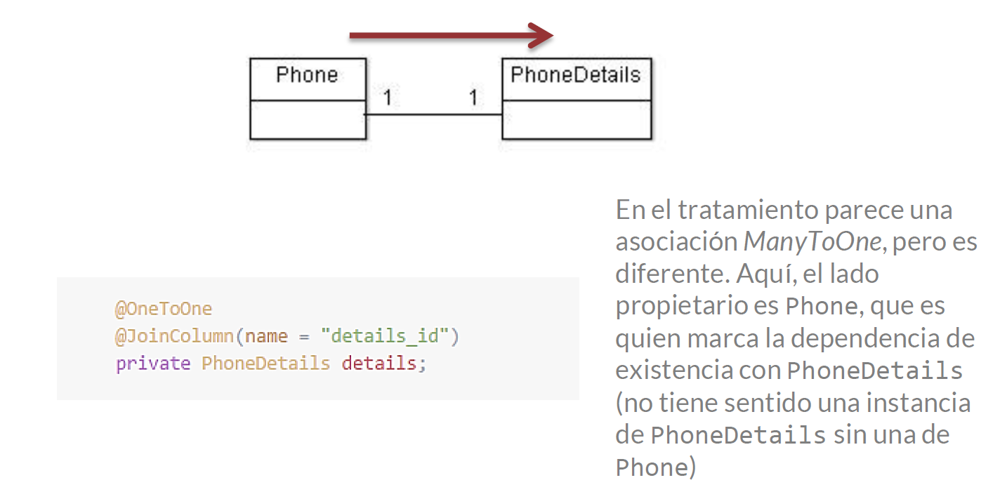 Phone
PhoneDetails
1
1
En el tratamiento parece una
asociación ManyToOne, pero es
diferente. Aquí, el lado
propietario es Phone, que es
quien marca la dependencia de
existencia con PhoneDetails
(no tiene sentido una instancia
de PhoneDetails sin una de
Phone)
@OneToOne
@JoinColumn(name = "details_id")
private PhoneDetails details;